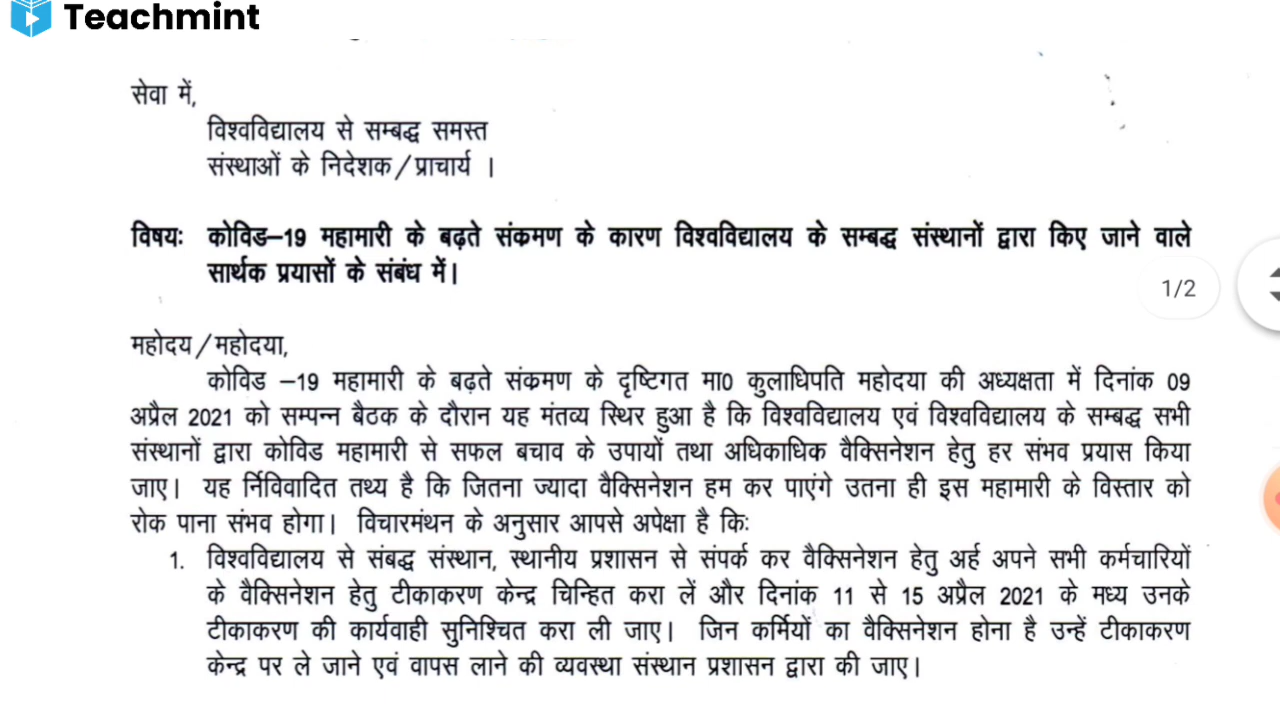 Teachmint
सेवा में,
विश्वविद्यालय से सम्बद्ध समस्त
संस्थाओं के निदेशक/प्राचार्य ।
विषयः कोविड–19 महामारी के बढ़ते संकमण के कारण विश्वविद्यालय के सम्बद्ध संस्थानों द्वारा किए जाने वाले
सार्थक प्रयासों के संबंध में।
1/2
महोदय/महोदया,
कोविड –19 महामारी के बढ़ते संकमण के दृष्टिगत मा0 कुलाधिपति महोदया की अध्यक्षता में दिनांक 09
अप्रैल 2021 को सम्पन्न बैठक के दौरान यह मंतव्य स्थिर हुआ है कि विश्वविद्यालय एवं विश्वविद्यालय के सम्बद्ध सभी
संस्थानों द्वारा कोविड महामारी से सफल बचाव के उपायों तथा अधिकाधिक वैक्सिनेशन हेतु हर संभव प्रयास किया
जाए। यह र्निविवादित तथ्य है कि जितना ज्यादा वैक्सिनेशन हम कर पाएंगे उतना ही इस महामारी के विस्तार को
रोक पाना संभव होगा। विचारमंथन के अनुसार आपसे अपेक्षा है किः
1. विश्वविद्यालय से संबद्ध संस्थान, स्थानीय प्रशासन से संपर्क कर वैक्सिनेशन हेतु अर्ह अपने सभी कर्मचारियों
के वैक्सिनेशन हेतु टीकाकरण केन्द्र चिन्हित करा लें और दिनांक 11 से 15 अप्रैल 2021 के मध्य उनके
टीकाकरण की कार्यवाही सुनिश्चित करा ली जाए। जिन कर्मियों का वैक्सिनेशन होना है उन्हें टीकाकरण
केन्द्र पर ले जाने एवं वापस लाने की व्यवस्था संस्थान प्रशासन द्वारा की जाए।